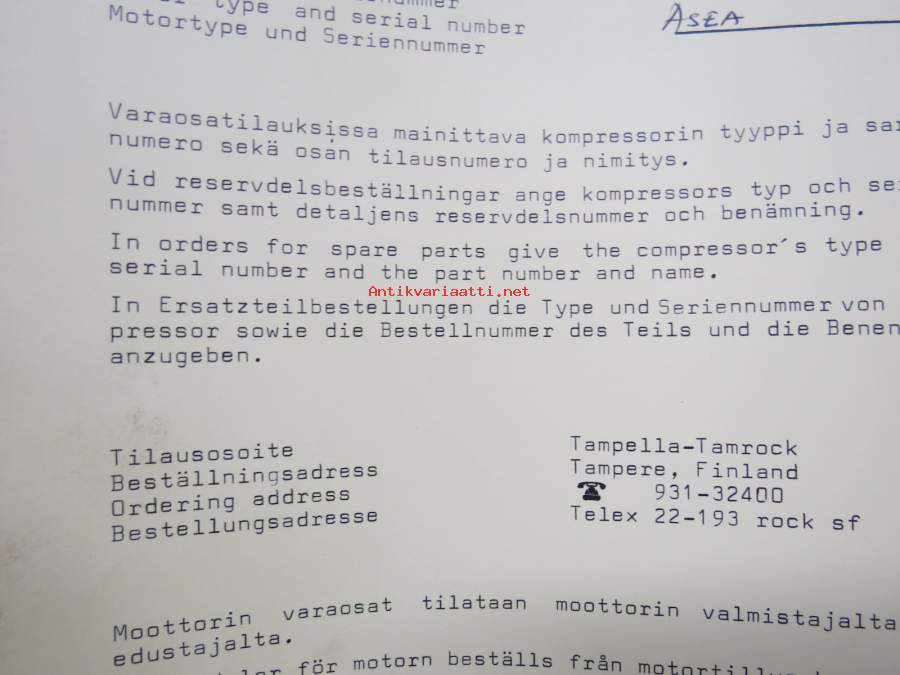 type and serial number
Motortype und Seriennummer
ASEA
Varaosatilauksissa mainittava kompressorin tyyppi ja
numero sekä osan tilausnumero ja nimitys.
Vid reservdelsbeställningar ange kompressors typ och
nummer samt detaljens reservdelsnummer och benämning.
In orders for spare parts give the compressor´s type
serial number and the part number and name.
Antikvariaatti.net
In Ersatzteilbestellungen die Type und Seriennummer von
pressor sowie die Bestellnummer des Teils und die Benen
anzugeben.
Tilausosoite
Beställningsadress
Ordering address
Bestellungsadresse
Tampella-Tamrock
Tampere, Finland
☎ 931-32400
Telex 22-193 rock sf
Moottorin varaosat tilataan moottorin valmistajalta
edustajalta.
för motorn beställs från